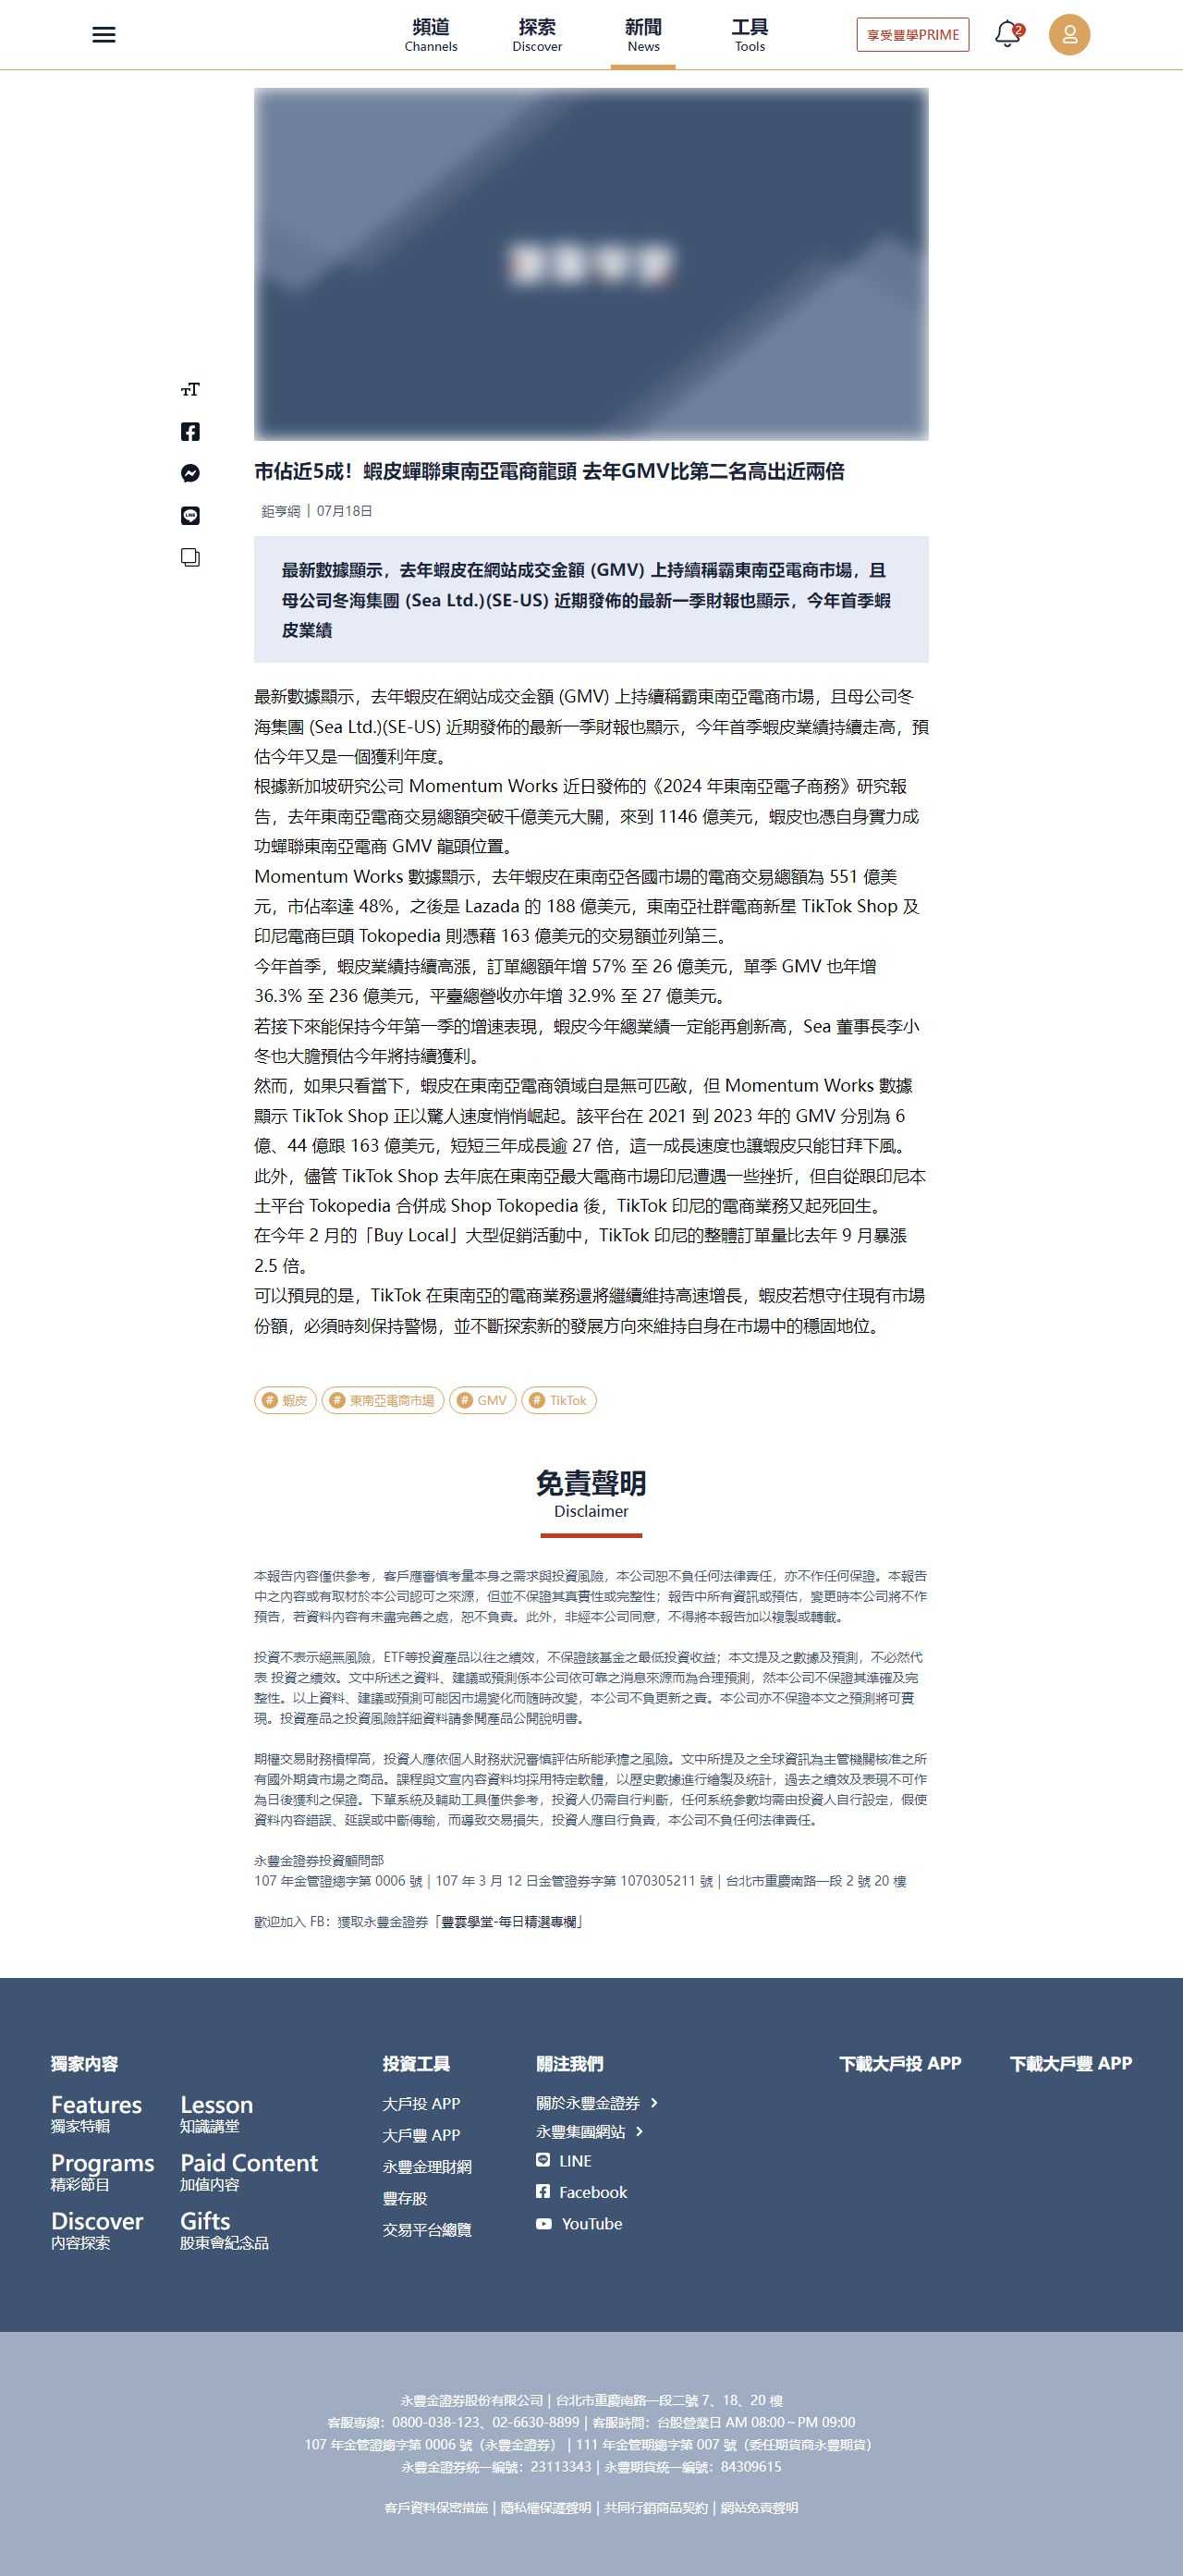 頻道
Channels
探索
Discover
新聞
News
工具
Tools
享受豐學PRIME
2
市佔近5成！蝦皮蟬聯東南亞電商龍頭 去年GMV比第二名高出近兩倍
鉅亨網 | 07月18日
最新數據顯示，去年蝦皮在網站成交金額 (GMV) 上持續稱霸東南亞電商市場，且
母公司冬海集團 (Sea Ltd.)(SE-US) 近期發佈的最新一季財報也顯示，今年首季蝦
皮業績
最新數據顯示，去年蝦皮在網站成交金額 (GMV) 上持續稱霸東南亞電商市場，且母公司冬
海集團 (Sea Ltd.)(SE-US) 近期發佈的最新一季財報也顯示，今年首季蝦皮業績持續走高，預
估今年又是一個獲利年度。
根據新加坡研究公司 Momentum Works 近日發佈的《2024 年東南亞電子商務》研究報
告，去年東南亞電商交易總額突破千億美元大關，來到 1146 億美元，蝦皮也憑自身實力成
功蟬聯東南亞電商 GMV 龍頭位置。
Momentum Works 數據顯示，去年蝦皮在東南亞各國市場的電商交易總額為 551 億美
元，市佔率達 48%，之後是 Lazada 的 188 億美元，東南亞社群電商新星 TikTok Shop 及
印尼電商巨頭 Tokopedia 則憑藉 163 億美元的交易額並列第三。
今年首季，蝦皮業績持續高漲，訂單總額年增 57% 至 26 億美元，單季 GMV 也年增
36.3% 至 236 億美元，平臺總營收亦年增 32.9% 至 27 億美元。
若接下來能保持今年第一季的增速表現，蝦皮今年總業績一定能再創新高，Sea 董事長李小
冬也大膽預估今年將持續獲利。
然而，如果只看當下，蝦皮在東南亞電商領域自是無可匹敵，但 Momentum Works 數據
顯示 TikTok Shop 正以驚人速度悄悄崛起。該平台在 2021 到 2023 年的 GMV 分別為 6
億、44 億跟 163 億美元，短短三年成長逾 27 倍，這一成長速度也讓蝦皮只能甘拜下風。
此外，儘管 TikTok Shop 去年底在東南亞最大電商市場印尼遭遇一些挫折，但自從跟印尼本
土平台 Tokopedia 合併成 Shop Tokopedia 後，TikTok 印尼的電商業務又起死回生。
在今年 2 月的「Buy Local」大型促銷活動中，TikTok 印尼的整體訂單量比去年 9 月暴漲
2.5 倍。
可以預見的是，TikTok 在東南亞的電商業務還將繼續維持高速增長，蝦皮若想守住現有市場
份額，必須時刻保持警惕，並不斷探索新的發展方向來維持自身在市場中的穩固地位。
# 蝦皮 # 東南亞電商市場 # GMV # TikTok
免責聲明
Disclaimer
本報告內容僅供參考，客戶應審慎考量本身之需求與投資風險，本公司恕不負任何法律責任，亦不作任何保證。本報告
中之內容或有取材於本公司認可之來源，但並不保證其真實性或完整性；報告中所有資訊或預估，變更時本公司將不作
預告，若資料內容有未盡完善之處，恕不負責。此外，非經本公司同意，不得將本報告加以複製或轉載。
投資不表示絕無風險，ETF等投資產品以往之績效，不保證該基金之最低投資收益；本文提及之數據及預測，不必然代
表 投資之績效。文中所述之資料、建議或預測係本公司依可靠之消息來源而為合理預測，然本公司不保證其準確及完
整性。以上資料、建議或預測可能因市場變化而隨時改變，本公司不負更新之責。本公司亦不保證本文之預測將可實
現。投資產品之投資風險詳細資料請參閱產品公開說明書。
期權交易財務槓桿高，投資人應依個人財務狀況審慎評估所能承擔之風險。文中所提及之全球資訊為主管機關核准之所
有國外期貨市場之商品。課程與文宣內容資料均採用特定軟體，以歷史數據進行繪製及統計，過去之績效及表現不可作
為日後獲利之保證。下單系統及輔助工具僅供參考，投資人仍需自行判斷，任何系統參數均需由投資人自行設定，假使
資料內容錯誤、延誤或中斷傳輸，而導致交易損失，投資人應自行負責，本公司不負任何法律責任。
永豐金證券投資顧問部
107 年金管證總字第 0006 號｜107 年 3 月 12 日金管證券字第 1070305211 號｜台北市重慶南路一段 2 號 20 樓
歡迎加入 FB：獲取永豐金證券「豐雲學堂-每日精選專欄」
獨家內容
Features
獨家特輯
Lesson
知識講堂
Programs
精彩節目
Paid Content
加值內容
Discover
內容探索
Gifts
股東會紀念品
投資工具
大戶投 APP
大戶豐 APP
永豐金理財網
豐存股
交易平台總覽
關注我們
關於永豐金證券
永豐集團網站
LINE
Facebook
YouTube
下載大戶投 APP
下載大戶豐 APP
永豐金證券股份有限公司 | 台北市重慶南路一段二號 7、18、20 樓
客服專線：0800-038-123、02-6630-8899 | 客服時間：台股營業日 AM 08:00～PM 09:00
107 年金管證總字第 0006 號（永豐金證券）｜111 年金管期總字第 007 號（委任期貨商永豐期貨）
永豐金證券統一編號：23113343 | 永豐期貨統一編號：84309615
客戶資料保密措施 | 隱私權保護聲明 | 共同行銷商品契約 | 網站免責聲明